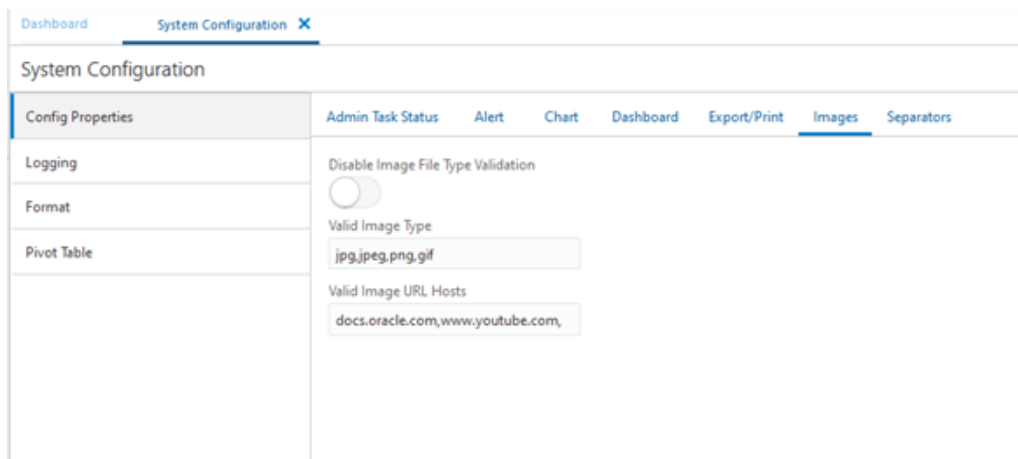 Dashboard System Configuration X
System Configuration
Config Properties
Logging
Format
Pivot Table
Admin Task Status Alert Chart Dashboard Export/Print Images Separators
Disable Image File Type Validation
Valid Image Type
jpg,jpeg,png,gif
Valid Image URL Hosts
docs.oracle.com,www.youtube.com,